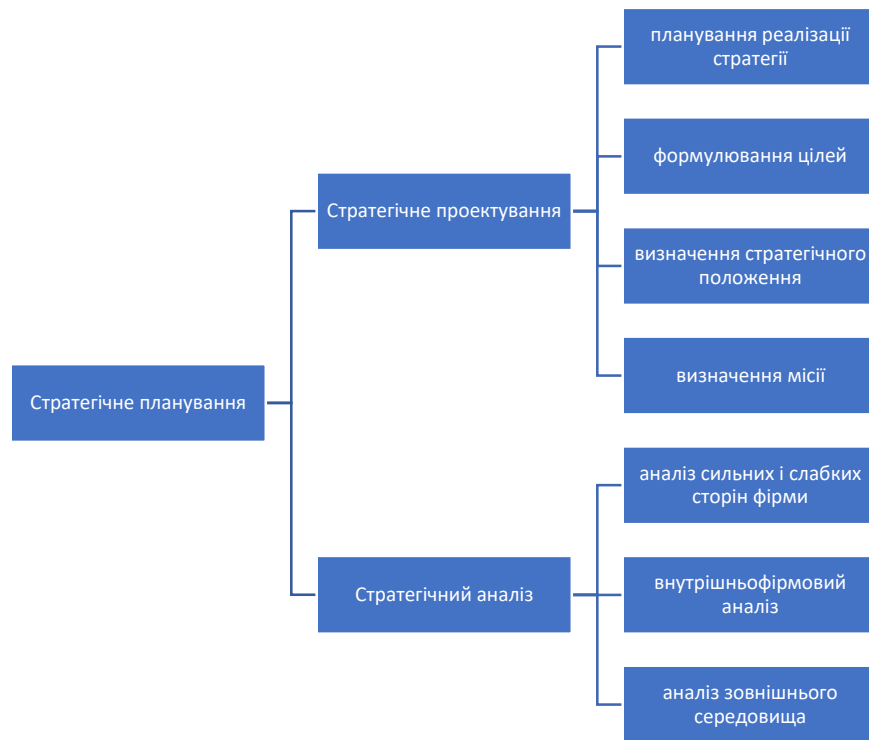 планування реалізації
стратегії
формулювання цілей
Стратегічне проектування
визначення стратегічного
положення
визначення місії
Стратегічне планування
аналіз сильних і слабких
сторін фірми
Стратегічний аналіз
внутрішньофірмовий
аналіз
аналіз зовнішнього
середовища